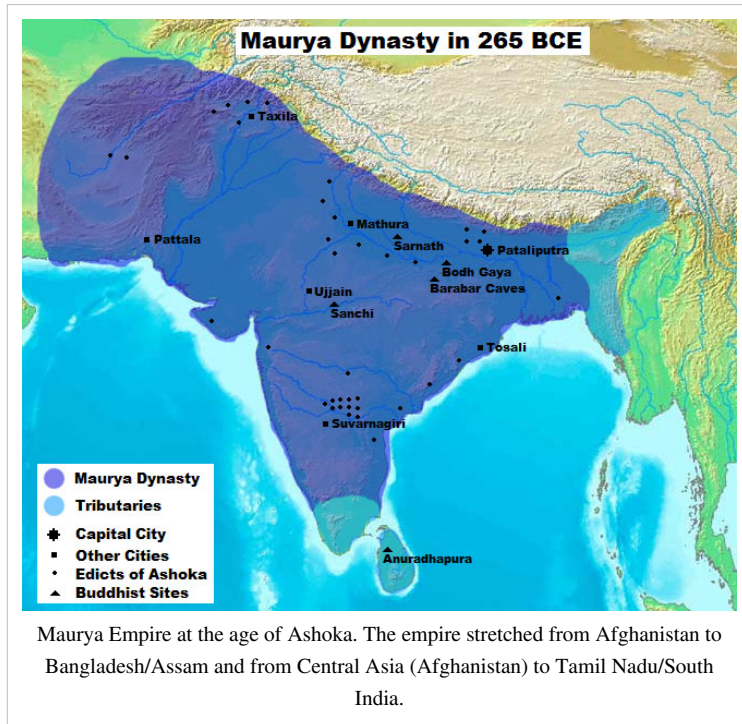 Maurya Dynasty in 265 BCE
Taxila
Mathura
Pattala
Sarnath
Pataliputra
Bodh Gaya
Barabar Caves
Ujjain
Sanchi
Tosali
Suvarnagiri
Maurya Dynasty
Tributaries
Capital City
Other Cities
Edicts of Ashoka
Buddhist Sites
Anuradhapura
Maurya Empire at the age of Ashoka. The empire stretched from Afghanistan to
Bangladesh/Assam and from Central Asia (Afghanistan) to Tamil Nadu/South
India.